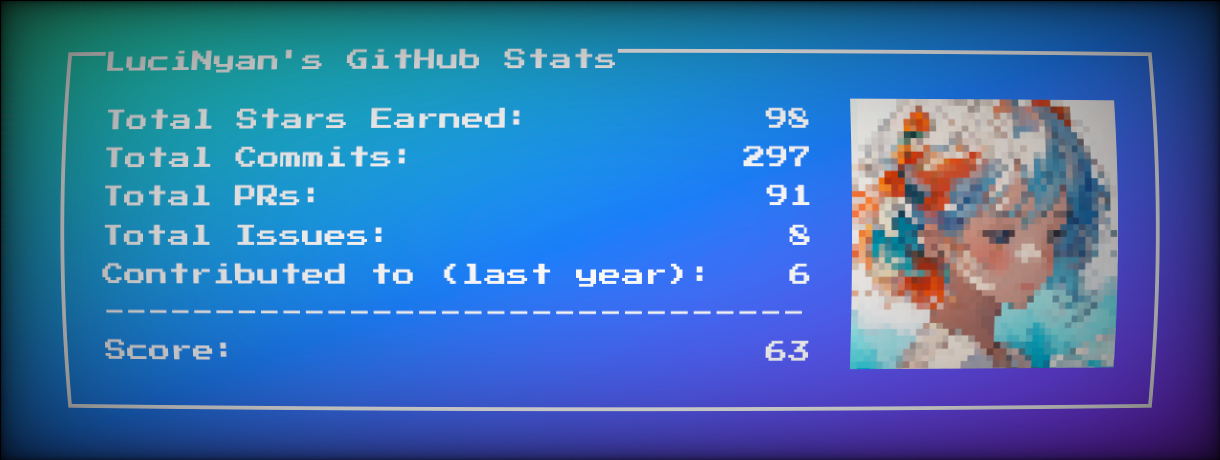 LuciNyan's GitHub Stats
Total Stars Earned: 98
Total Commits: 297
Total PRs: 91
Total Issues: 8
Contributed to (last year): 6
Score: 63